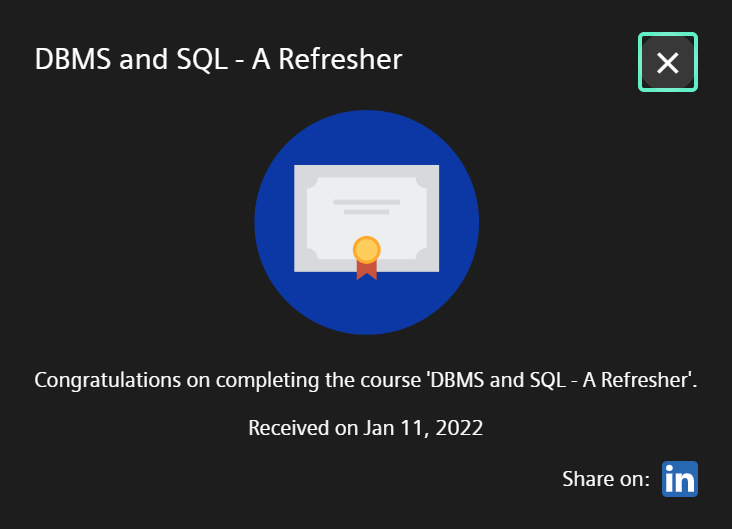 DBMS and SQL - A Refresher
Congratulations on completing the course 'DBMS and SQL - A Refresher'.
Received on Jan 11, 2022
Share on: in